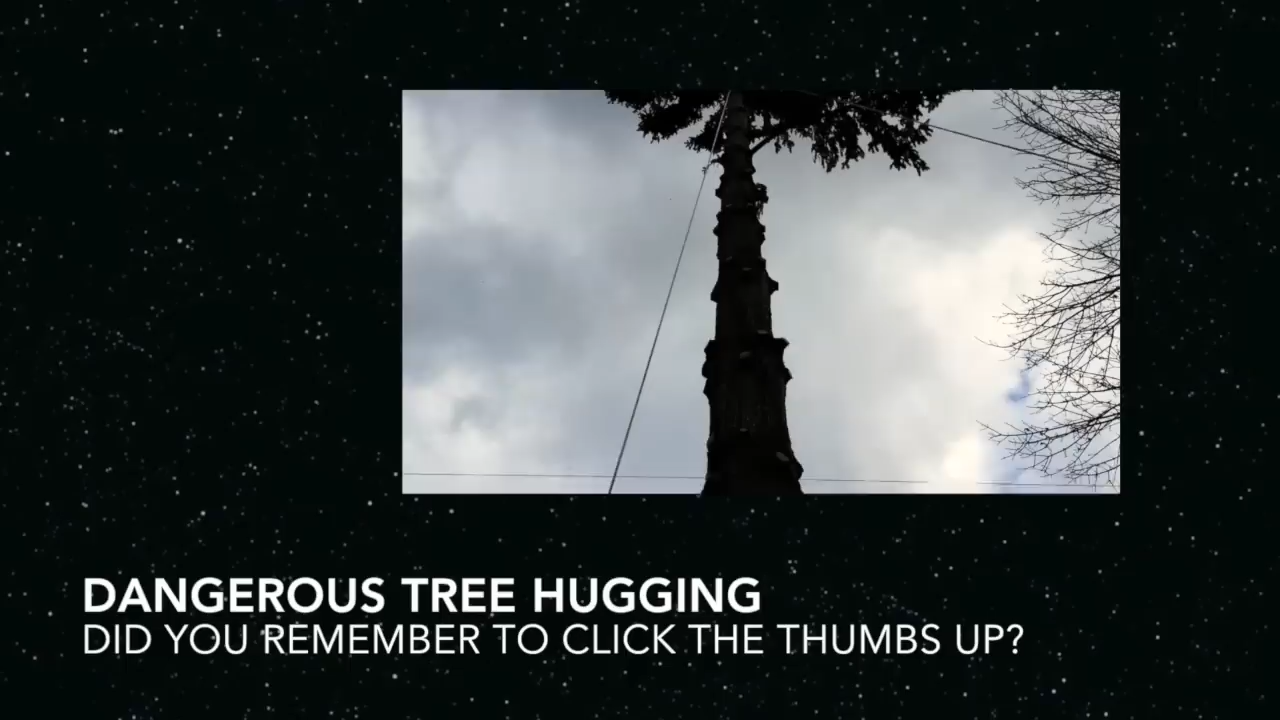 DANGEROUS TREE HUGGING
DID YOU REMEMBER TO CLICK THE THUMBS UP?